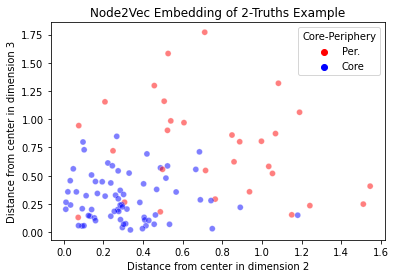 Node2Vec Embedding of 2-Truths Example
Core-Periphery
Per.
Core
Distance from center in dimension 3
1.75
1.50
1.25
1.00
0.75
0.50
0.25
0.00
0.0 0.2 0.4 0.6 0.8 1.0 1.2 1.4 1.6
Distance from center in dimension 2